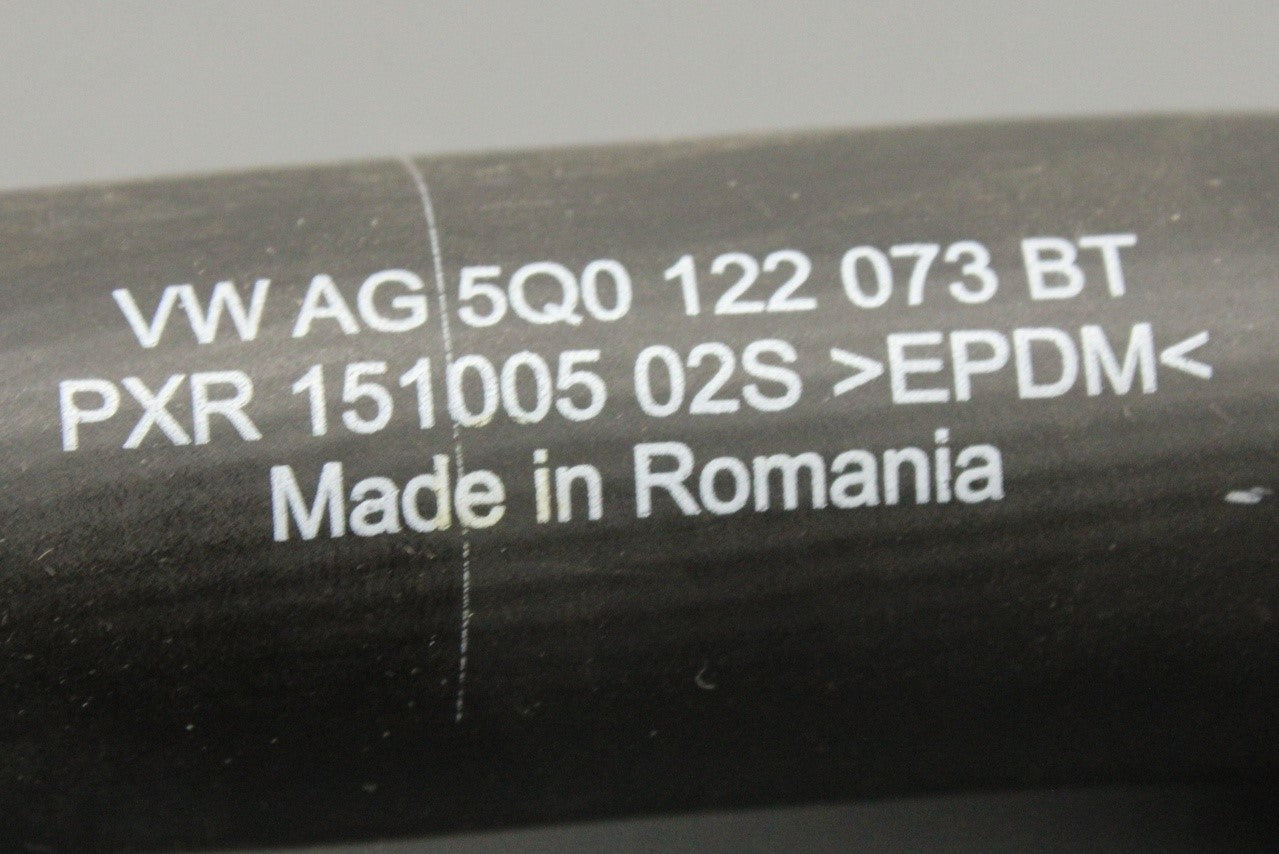 VW AG 5Q0 122 073 BT
PXR 151005 02S >EPDM<
Made in Romania